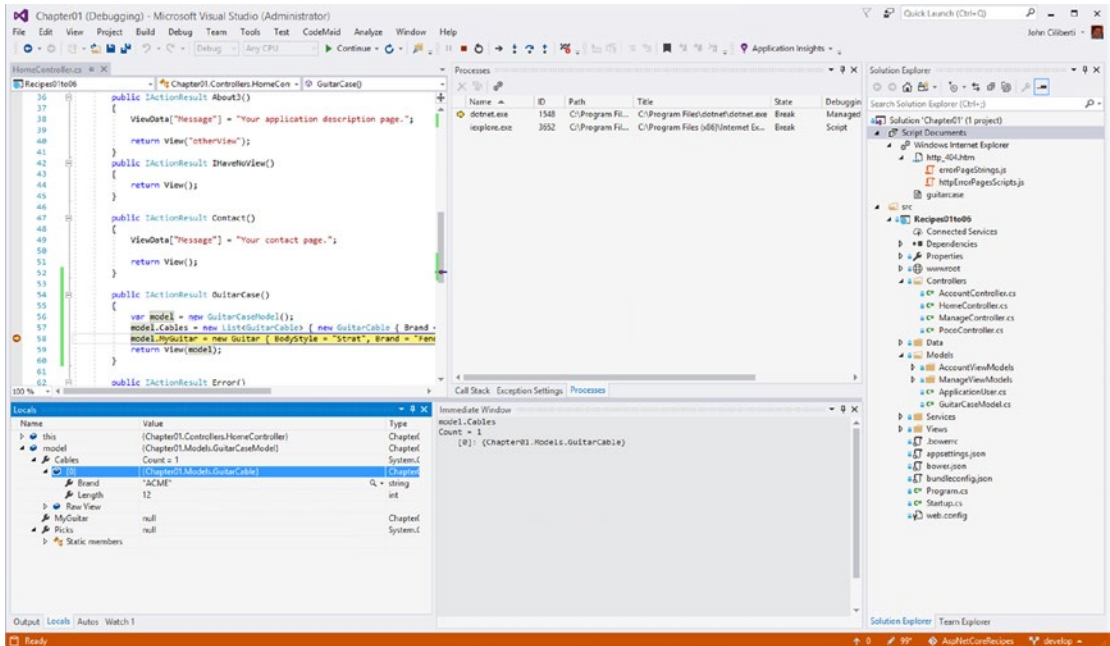 Chapter01 (Debugging) - Microsoft Visual Studio (Administrator)
Quick Launch (Ctrl+Q)
File Edit View Project Build Debug Team Tools Test CodeMaid Analyze Window Help
John Ciliberti
Debug Any CPU Continue Application Insights
HomeController.cs
Recipes01to06 Chapter01.Controllers.HomeCon GuitarCase()
36 public IActionResult About3()
37 {
38 ViewData["Message"] = "Your application description page.";
39
40 return View("otherView");
41 }
42 public IActionResult IHaveNoView()
43 {
44 return View();
45 }
46
47 public IActionResult Contact()
48 {
49 ViewData["Message"] = "Your contact page.";
50
51 return View();
52 }
53
54 public IActionResult GuitarCase()
55 {
56 var model = new GuitarCaseModel();
57 model.Cables = new List<GuitarCable> { new GuitarCable { Brand
58 model.MyGuitar = new Guitar { BodyStyle = "Strat", Brand = "Fen
59 return View(model);
60 }
61
62 public IActionResult Error()
100 %
Processes
Name ID Path Title State Debuggin
dotnet.exe 1548 C:\Program Fil... C:\Program Files\dotnet\dotnet.exe Break Managed
iexplore.exe 3652 C:\Program Fil... C:\Program Files (x86)\Internet Ex... Break Script
Call Stack Exception Settings Processes
Solution Explorer
Search Solution Explorer (Ctrl+;)
Solution 'Chapter01' (1 project)
Script Documents
Windows Internet Explorer
http_404.htm
errorPageStrings.js
httpErrorPagesScripts.js
guitarcase
src
Recipes01to06
Connected Services
Dependencies
Properties
wwwroot
Controllers
AccountController.cs
HomeController.cs
ManageController.cs
PocoController.cs
Data
Models
AccountViewModels
ManageViewModels
ApplicationUser.cs
GuitarCaseModel.cs
Services
Views
.bowerrc
appsettings.json
bower.json
bundleconfig.json
Program.cs
Startup.cs
web.config
Solution Explorer Team Explorer
Locals
Name Value Type
this {Chapter01.Controllers.HomeController} Chapter0
model {Chapter01.Models.GuitarCaseModel} Chapter0
Cables Count = 1 System.C
[0] {Chapter01.Models.GuitarCable} Chapter0
Brand "ACME" string
Length 12 int
Raw View
MyGuitar null Chapter0
Picks null System.C
Static members
Output Locals Autos Watch 1
Immediate Window
model.Cables
Count = 1
[0]: {Chapter01.Models.GuitarCable}
Ready
0 99* AspNetCoreRecipes develop